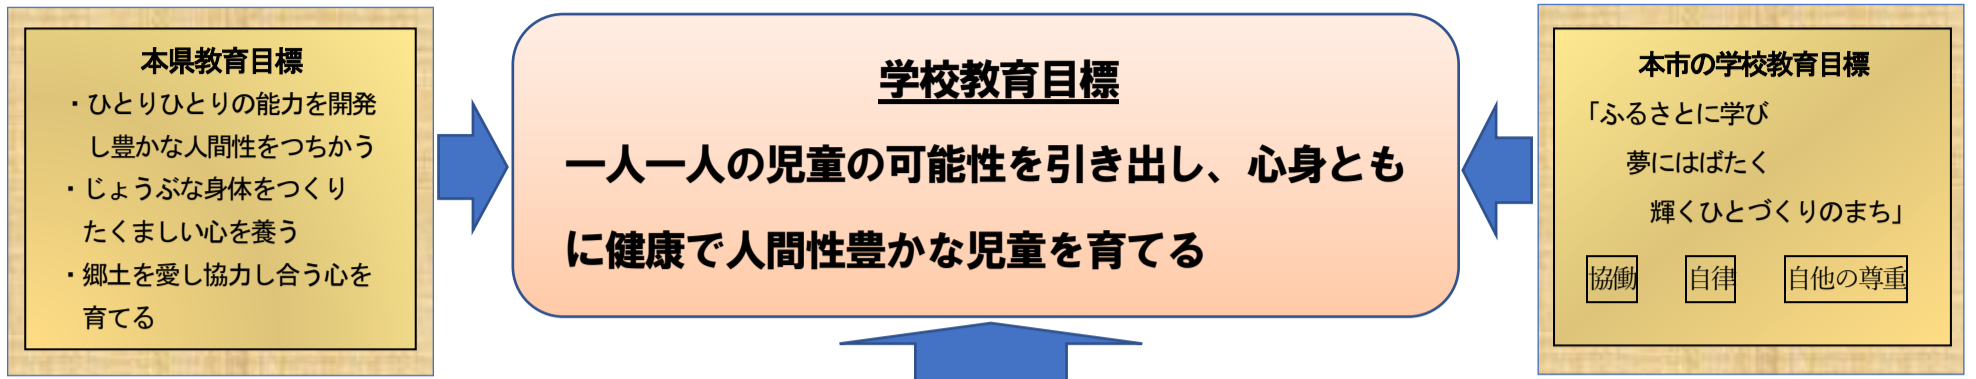 本県教育目標
・ひとりひとりの能力を開発
し豊かな人間性をつちかう
・じょうぶな身体をつくり
たくましい心を養う
・郷土を愛し協力し合う心を
育てる
学校教育目標
一人一人の児童の可能性を引き出し、心身とも
に健康で人間性豊かな児童を育てる
本市の学校教育目標
「ふるさとに学び
夢にはばたく
輝くひとづくりのまち」
協働 自律 自他の尊重